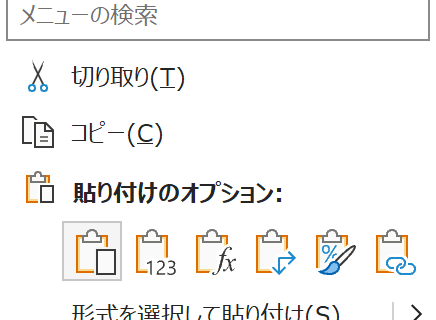 メニューの検索
切り取り(T)
コピー(C)
貼り付けのオプション:
123 fx %
形式を選択して貼り付け(S)